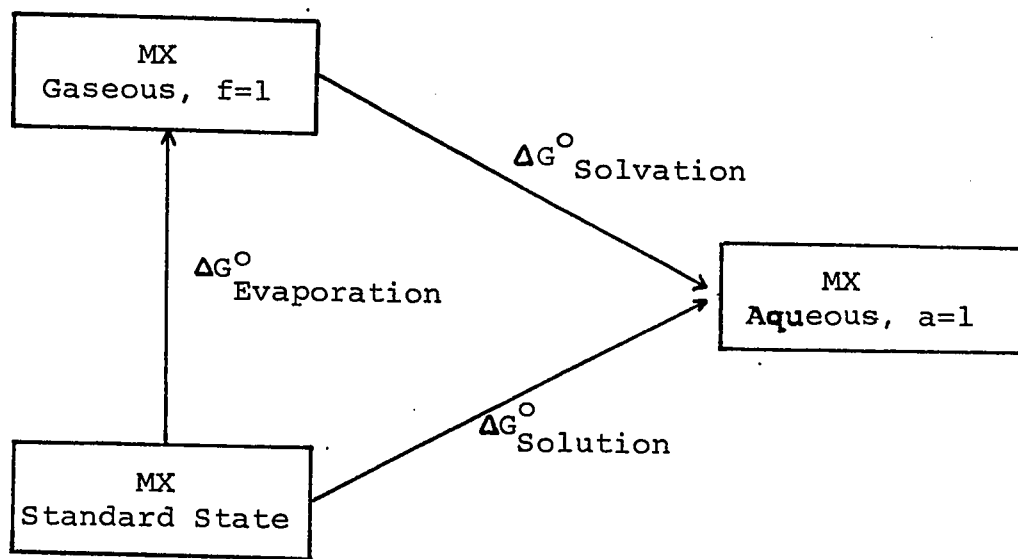 MX
Gaseous, f=1
ΔG°Solvation
ΔG°Evaporation
MX
Aqueous, a=1
ΔG°Solution
MX
Standard State